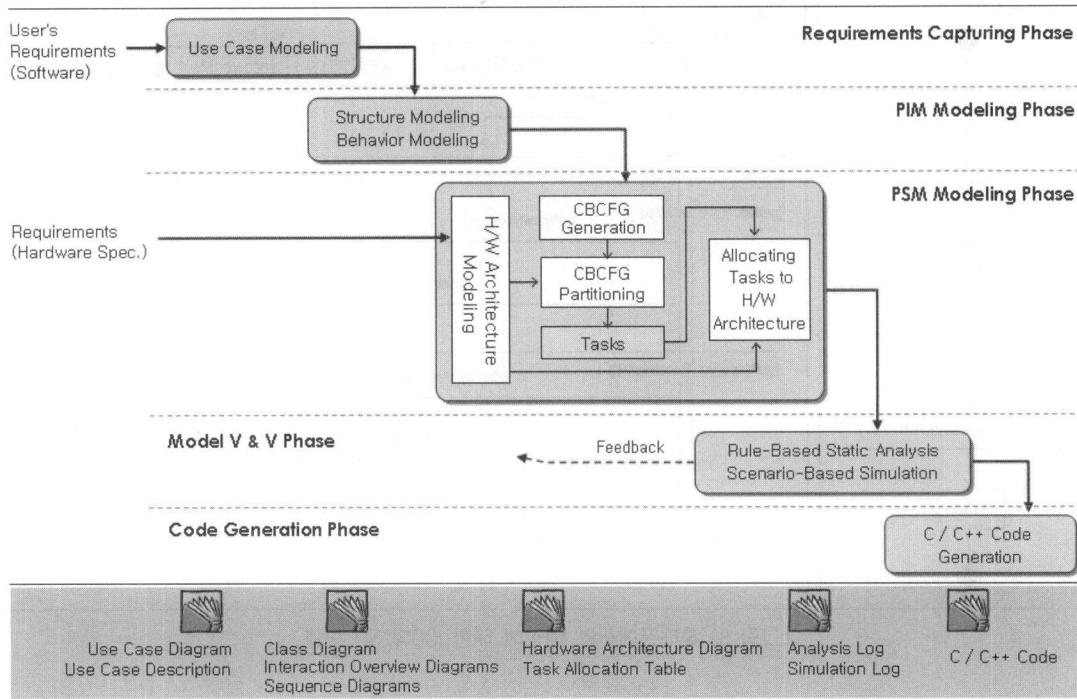 User's
Requirements
(Software)
Use Case Modeling
Requirements Capturing Phase
Structure Modeling
Behavior Modeling
PIM Modeling Phase
PSM Modeling Phase
Requirements
(Hardware Spec.)
H/W Architecture
Modeling
CBCFG
Generation
CBCFG
Partitioning
Tasks
Allocating
Tasks to
H/W
Architecture
Model V & V Phase
Feedback
Rule-Based Static Analysis
Scenario-Based Simulation
Code Generation Phase
C / C++ Code
Generation
Use Case Diagram
Use Case Description
Class Diagram
Interaction Overview Diagrams
Sequence Diagrams
Hardware Architecture Diagram
Task Allocation Table
Analysis Log
Simulation Log
C / C++ Code